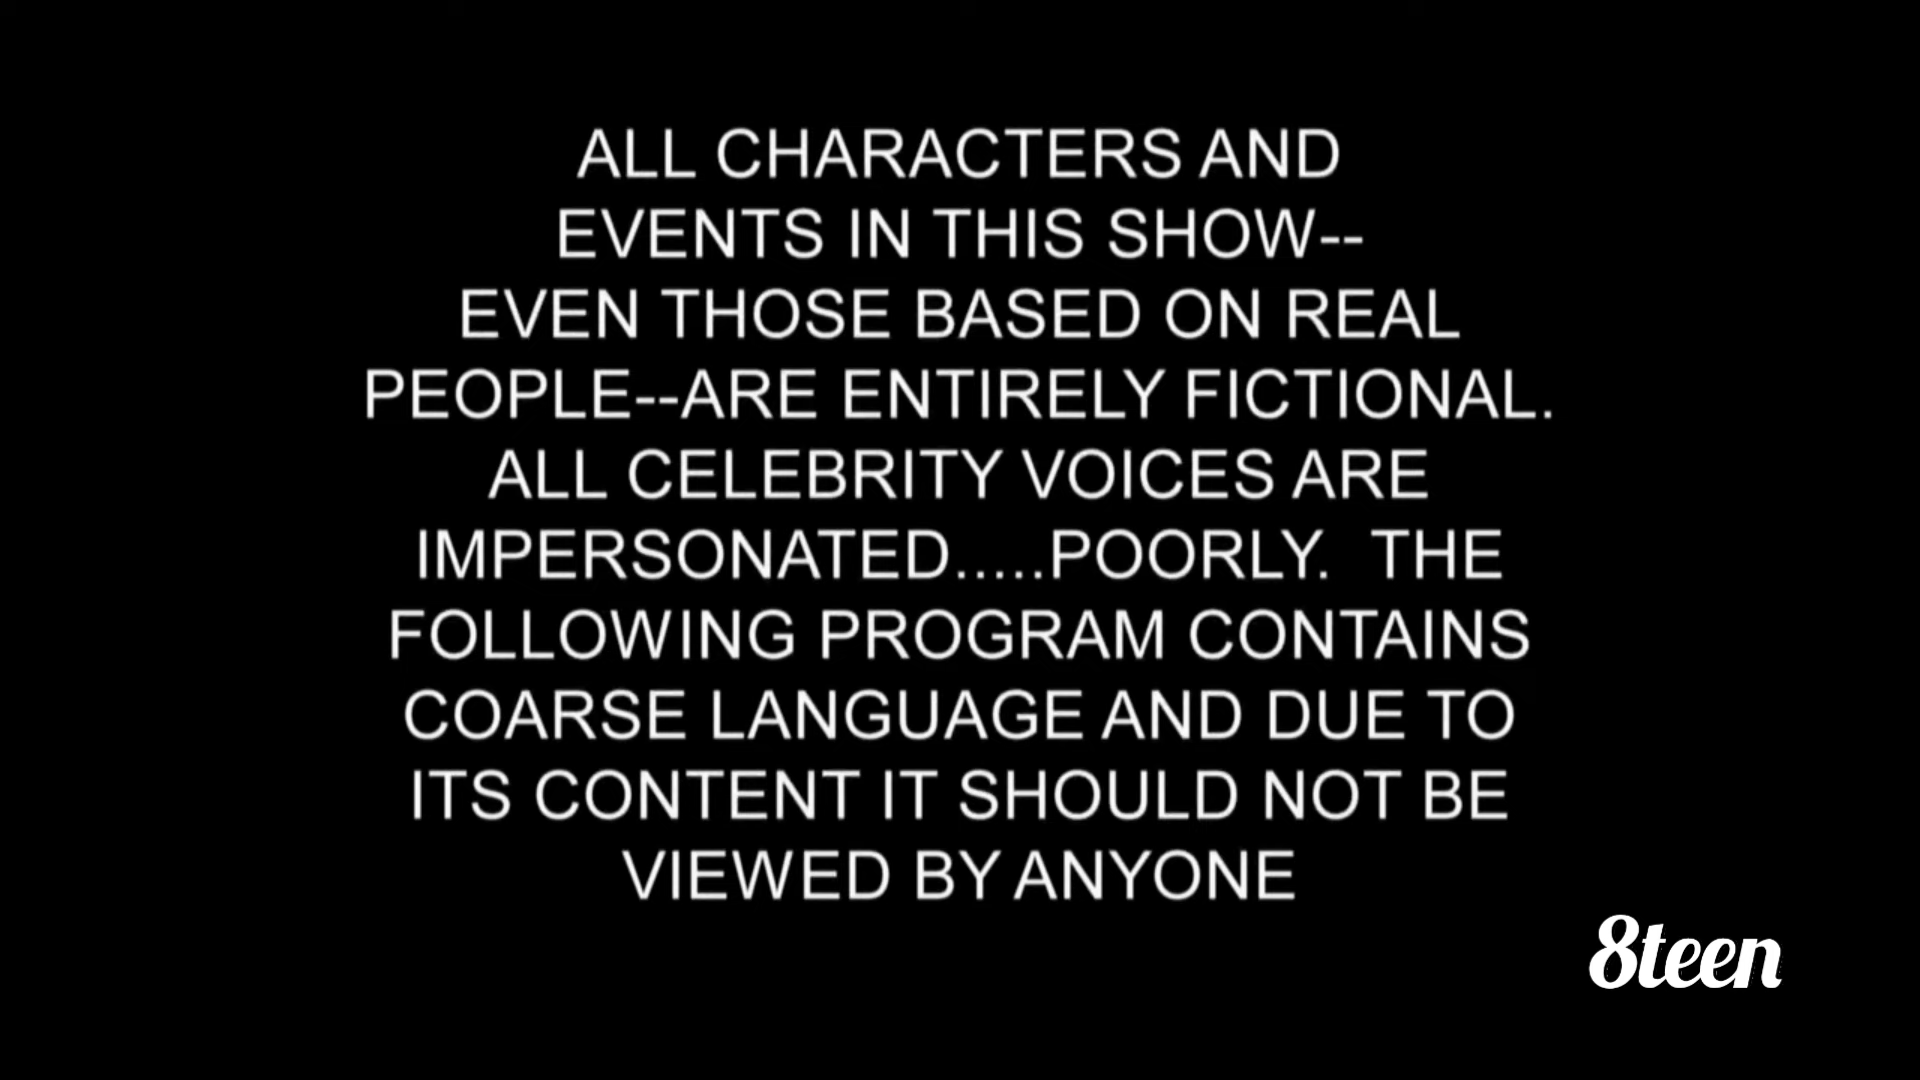 ALL CHARACTERS AND
EVENTS IN THIS SHOW--
EVEN THOSE BASED ON REAL
PEOPLE--ARE ENTIRELY FICTIONAL.
ALL CELEBRITY VOICES ARE
IMPERSONATED.....POORLY. THE
FOLLOWING PROGRAM CONTAINS
COARSE LANGUAGE AND DUE TO
ITS CONTENT IT SHOULD NOT BE
VIEWED BY ANYONE
8teen